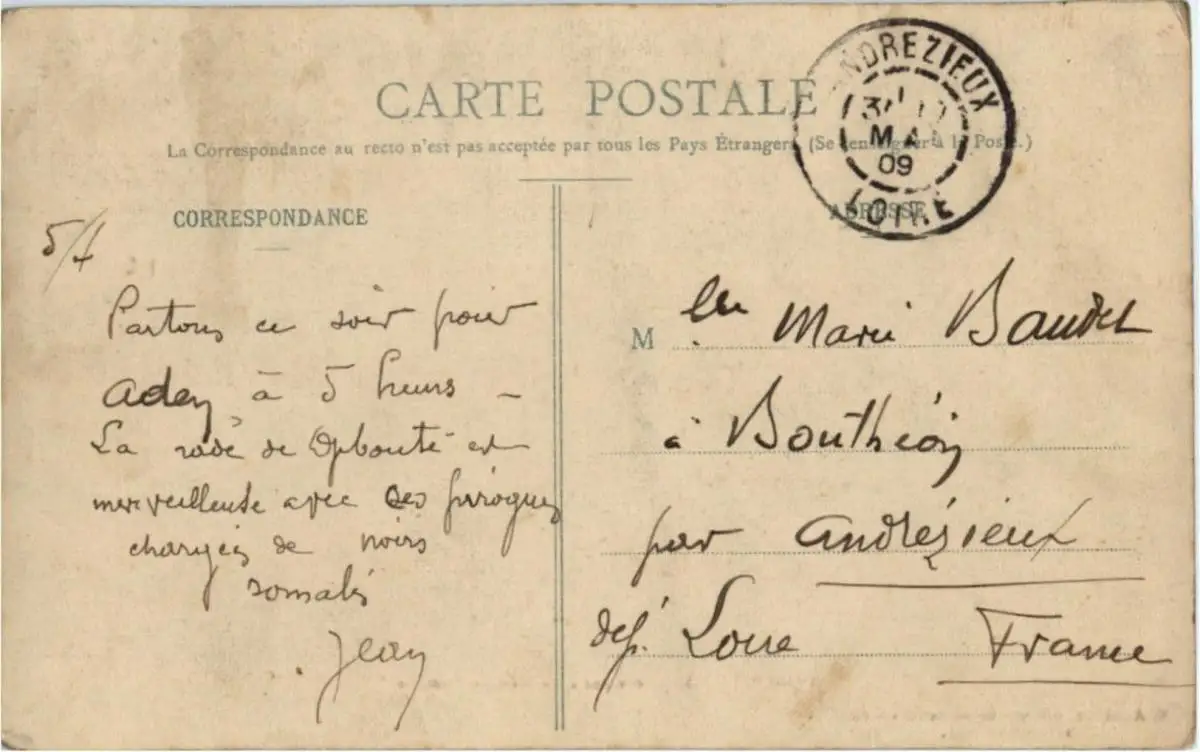 CARTE POSTALE
La Correspondance au recto n'est pas acceptée par tous les Pays Étrangers (Se renseigner à la Poste.)
ANDREZIEUX
MA
09
LOIRE
CORRESPONDANCE
ADRESSE
5/
Partons ce soir pour
Aden, à 5 heures -
La rade de Djibouti est
merveilleuse avec ses pirogues
chargées de noirs
somalis
Jean
M lle Marie Baudet
à Bouthéon
par Andrézieux
dep. Loire
France